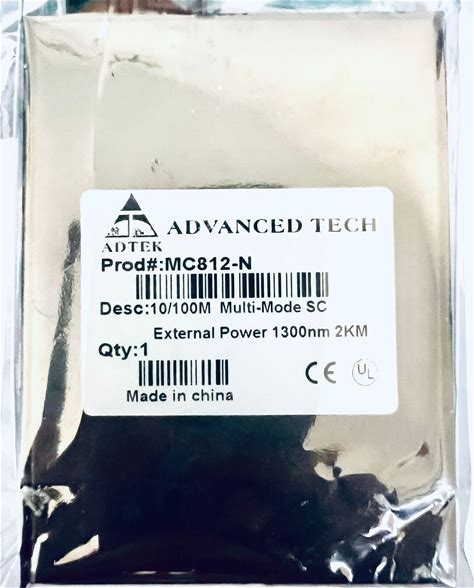 ADTEK
ADVANCED TECH
Prod#:MC812-N
Desc:10/100M Multi-Mode SC
External Power 1300nm 2KM
Qty:1
CE UL
Made in china